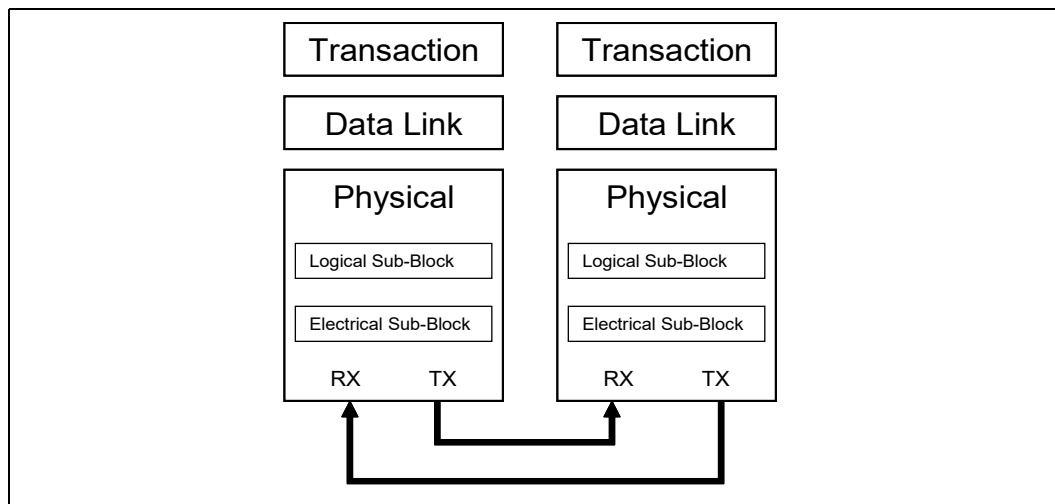 Transaction Transaction
Data Link Data Link
Physical Physical
Logical Sub-Block Logical Sub-Block
Electrical Sub-Block Electrical Sub-Block
RX TX RX TX